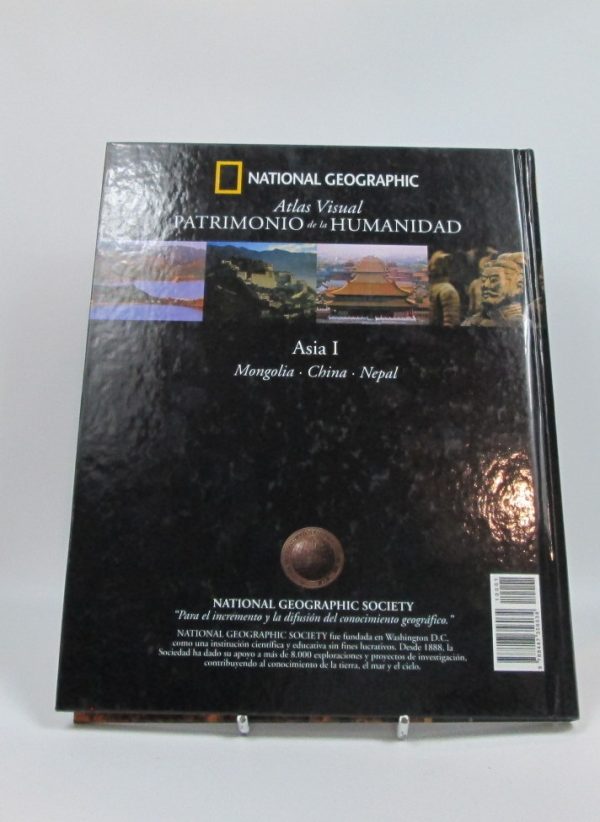 NATIONAL GEOGRAPHIC
Atlas Visual
PATRIMONIO de la HUMANIDAD
Asia I
Mongolia · China · Nepal
NATIONAL GEOGRAPHIC SOCIETY
"Para el incremento y la difusión del conocimiento geográfico."
NATIONAL GEOGRAPHIC SOCIETY fue fundada en Washington D.C.
como una institución científica y educativa sin fines lucrativos. Desde 1888, la
Sociedad ha dado su apoyo a más de 8.000 exploraciones y proyectos de investigación,
contribuyendo al conocimiento de la tierra, el mar y el cielo.